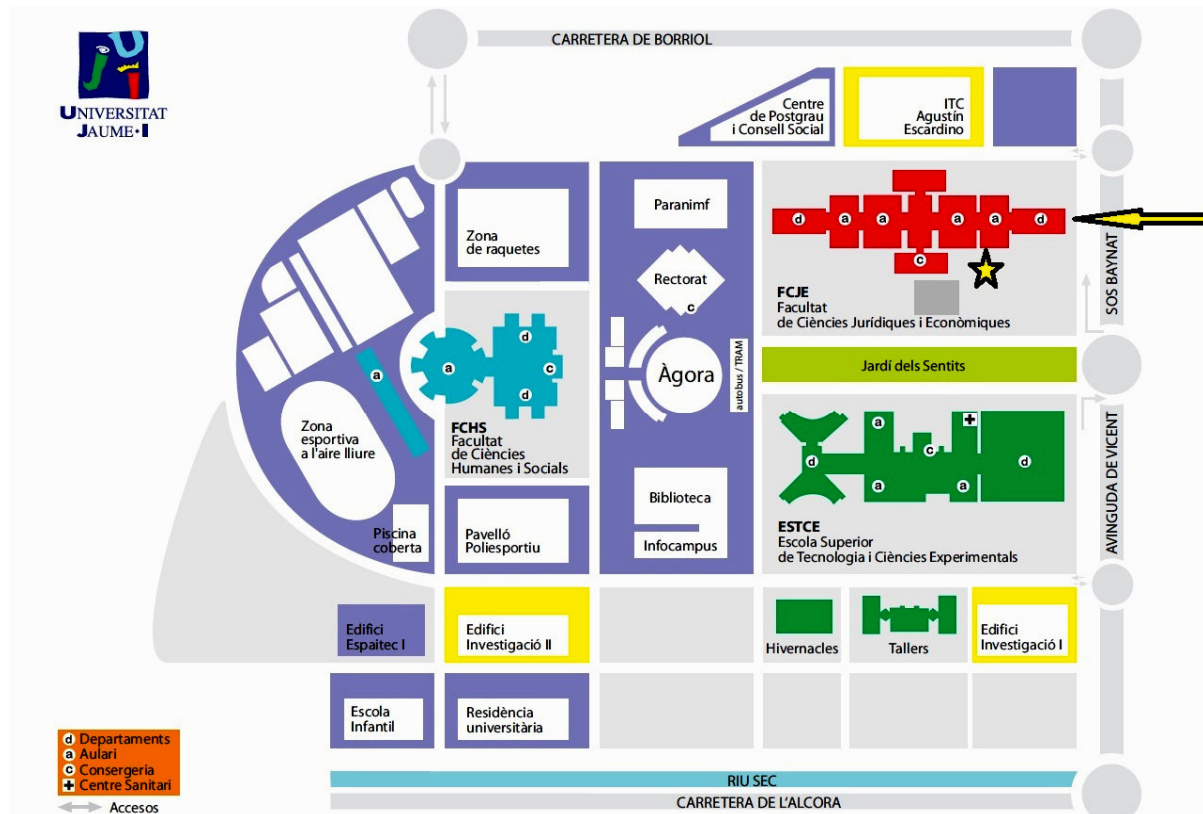 UNIVERSITAT
JAUME•I
CARRETERA DE BORRIOL
Centre
de Postgrau
i Consell Social
ITC
Agustín
Escardino
Zona
de raquetes
Paranimf
Rectorat
c
d
a
a
a
a
d
c
FCJE
Facultat
de Ciències Jurídiques i Econòmiques
SOS BAYNAT
a
a
d
c
d
FCHS
Facultat
de Ciències
Humanes i Socials
Àgora
autobus / TRAM
Jardí dels Sentits
Zona
esportiva
a l'aire lliure
Piscina
coberta
Pavelló
Poliesportiu
Biblioteca
Infocampus
a
c
d
d
a
a
ESTCE
Escola Superior
de Tecnologia i Ciències Experimentals
AVINGUDA DE VICENT
Edifici
Espaitec I
Edifici
Investigació II
Hivernacles
Tallers
Edifici
Investigació I
Escola
Infantil
Residència
universitària
d Departaments
a Aulari
c Consergeria
Centre Sanitari
Accesos
RIU SEC
CARRETERA DE L'ALCORA